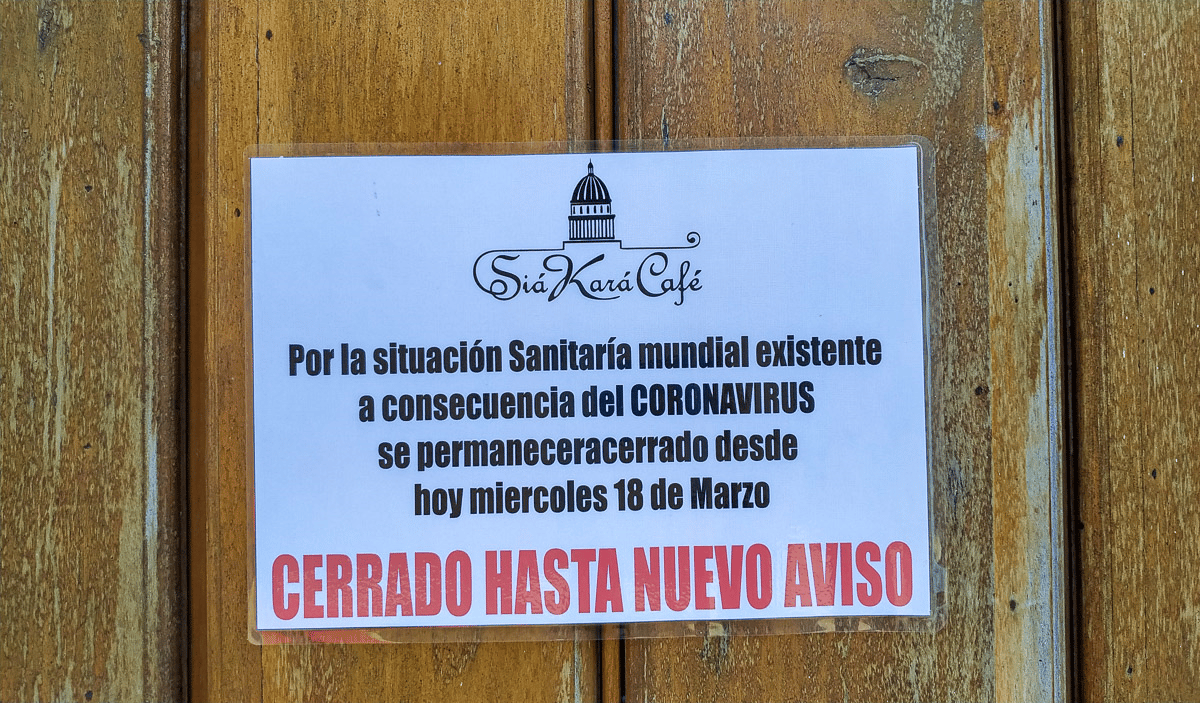 Siá Kará Café
Por la situación Sanitaría mundial existente
a consecuencia del CORONAVIRUS
se permaneceracerrado desde
hoy miercoles 18 de Marzo
CERRADO HASTA NUEVO AVISO